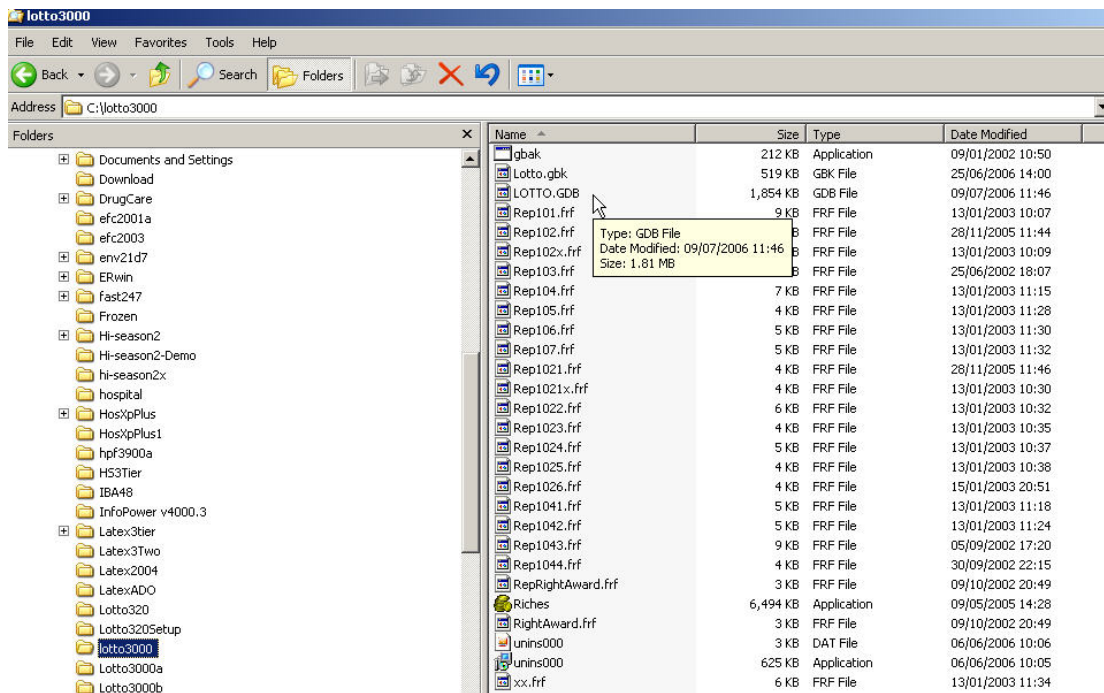 lotto3000
File Edit View Favorites Tools Help
Back Search Folders
Address C:\lotto3000
Folders x
Documents and Settings
Download
DrugCare
efc2001a
efc2003
env21d7
ERwin
fast247
Frozen
Hi-season2
Hi-season2-Demo
hi-season2x
hospital
HosXpPlus
HosXpPlus1
hpf3900a
HS3Tier
IBA48
InfoPower v4000.3
Latex3tier
Latex3Two
Latex2004
LatexADO
Lotto320
Lotto320Setup
lotto3000
Lotto3000a
Lotto3000b
Name Size Type Date Modified
gbak 212 KB Application 09/01/2002 10:50
Lotto.gbk 519 KB GBK File 25/06/2006 14:00
LOTTO.GDB 1,854 KB GDB File 09/07/2006 11:46
Rep101.frf 9 KB FRF File 13/01/2003 10:07
Rep102.frf B FRF File 28/11/2005 11:44
Rep102x.frf B FRF File 13/01/2003 10:09
Rep103.frf B FRF File 25/06/2002 18:07
Type: GDB File
Date Modified: 09/07/2006 11:46
Size: 1.81 MB
Rep104.frf 7 KB FRF File 13/01/2003 11:15
Rep105.frf 4 KB FRF File 13/01/2003 11:28
Rep106.frf 5 KB FRF File 13/01/2003 11:30
Rep107.frf 5 KB FRF File 13/01/2003 11:32
Rep1021.frf 4 KB FRF File 28/11/2005 11:46
Rep1021x.frf 4 KB FRF File 13/01/2003 10:30
Rep1022.frf 6 KB FRF File 13/01/2003 10:32
Rep1023.frf 4 KB FRF File 13/01/2003 10:35
Rep1024.frf 5 KB FRF File 13/01/2003 10:37
Rep1025.frf 4 KB FRF File 13/01/2003 10:38
Rep1026.frf 4 KB FRF File 15/01/2003 20:51
Rep1041.frf 5 KB FRF File 13/01/2003 11:18
Rep1042.frf 5 KB FRF File 13/01/2003 11:24
Rep1043.frf 9 KB FRF File 05/09/2002 17:20
Rep1044.frf 4 KB FRF File 30/09/2002 22:15
RepRightAward.frf 3 KB FRF File 09/10/2002 20:49
Riches 6,494 KB Application 09/05/2005 14:28
RightAward.frf 3 KB FRF File 09/10/2002 20:49
unins000 3 KB DAT File 06/06/2006 10:06
unins000 625 KB Application 06/06/2006 10:05
xx.frf 6 KB FRF File 13/01/2003 11:34